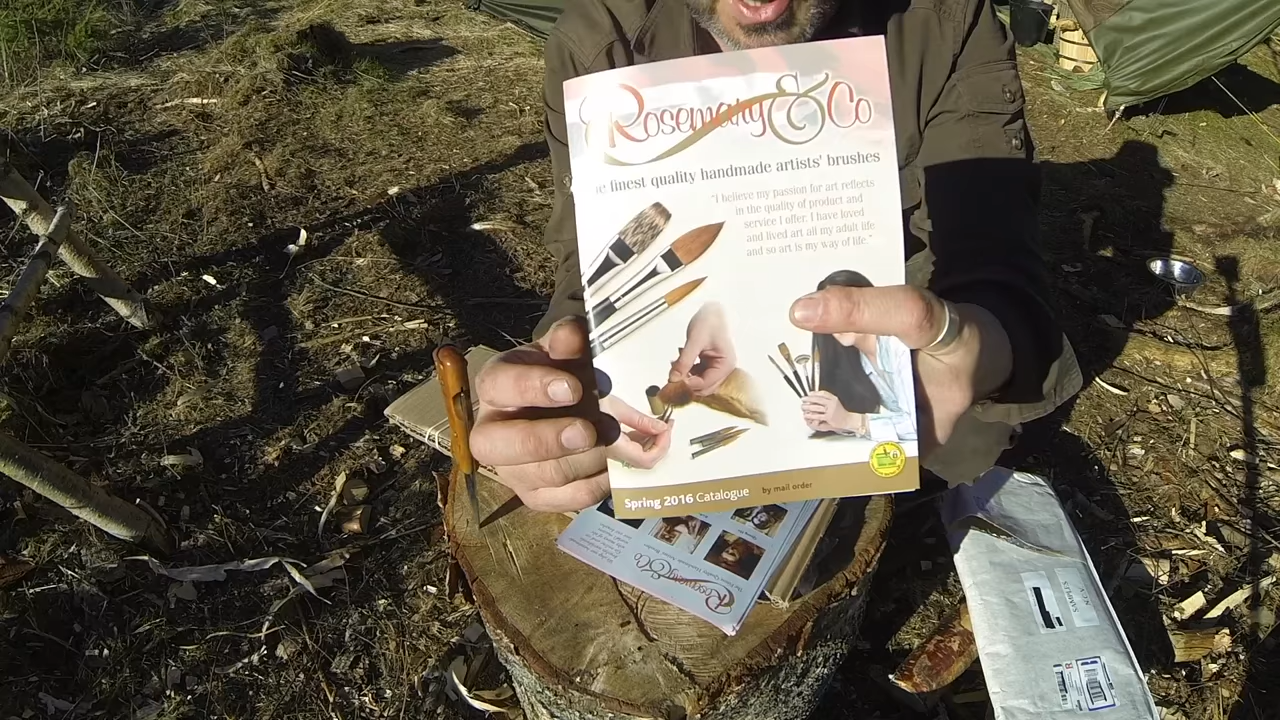 Rosemary & Co
e finest quality handmade artists' brushes
"I believe my passion for art reflects
in the quality of product and
service I offer. I have loved
and lived art all my adult life
and so art is my way of life."
Spring 2016 Catalogue by mail order
Rosemary & Co
SAMPLES